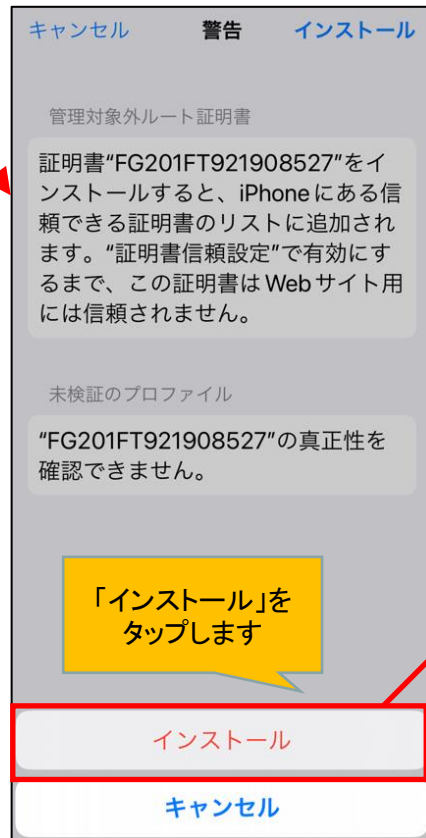 キャンセル 警告 インストール
管理対象外ルート証明書
証明書“FG201FT921908527”をイ
ンストールすると、iPhoneにある信
頼できる証明書のリストに追加され
ます。“証明書信頼設定”で有効にす
るまで、この証明書はWebサイト用
には信頼されません。
未検証のプロファイル
“FG201FT921908527”の真正性を
確認できません。
「インストール」を
タップします
インストール
キャンセル